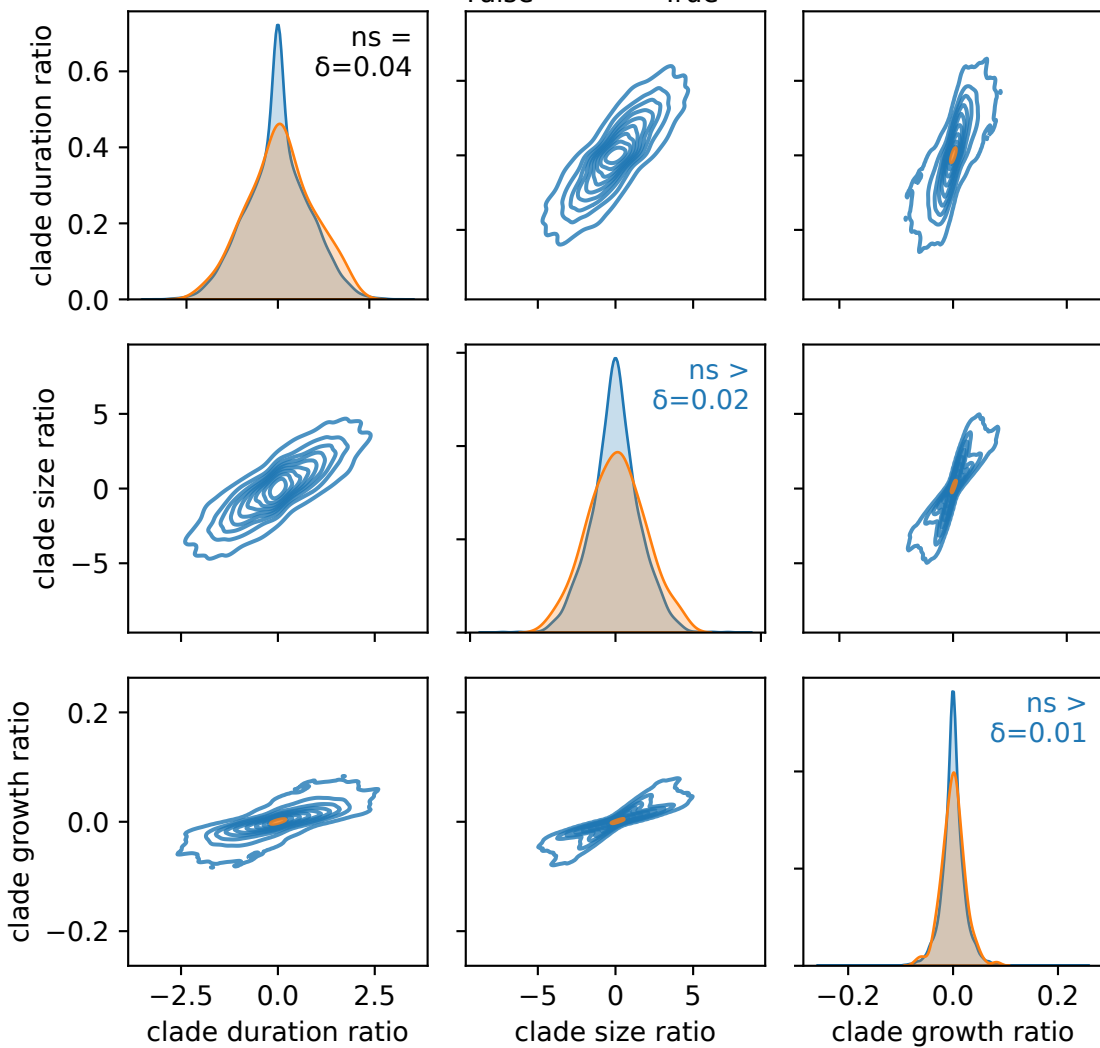 clade duration ratio
0.6
0.4
0.2
0.0
ns =
δ=0.04
clade size ratio
5
0
−5
ns >
δ=0.02
clade growth ratio
0.2
0.0
−0.2
ns >
δ=0.01
−2.5 0.0 2.5
−5 0 5
−0.2 0.0 0.2
clade duration ratio
clade size ratio
clade growth ratio